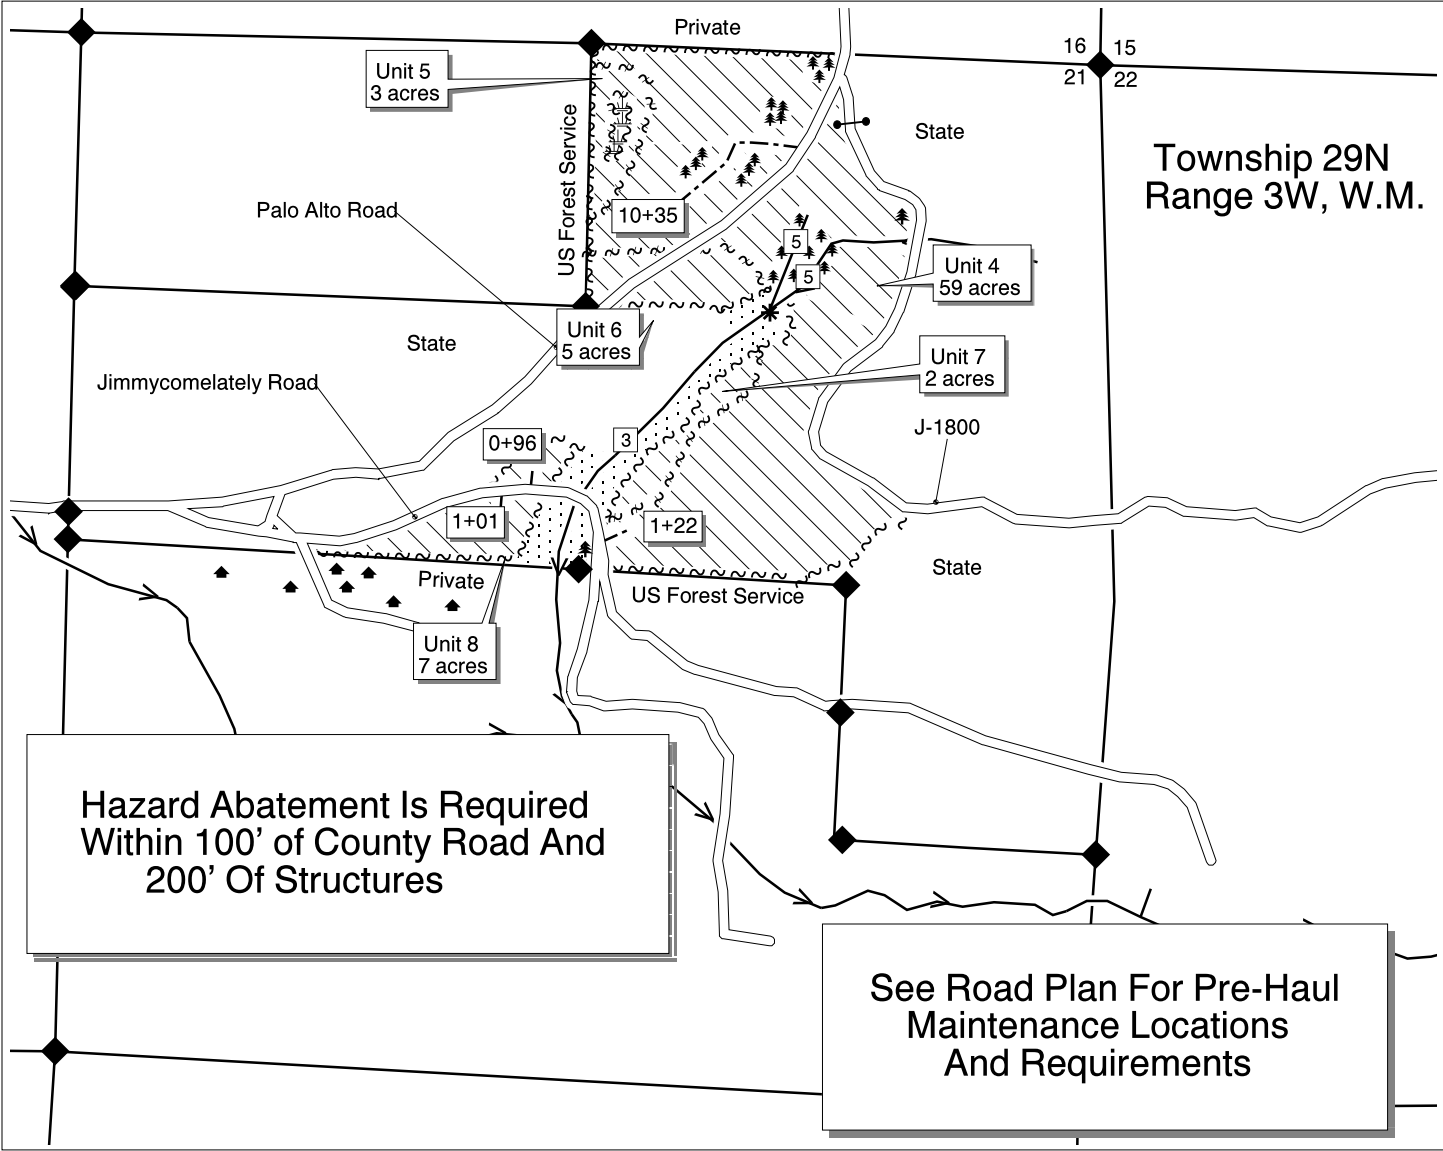 Private
16 15
21 22
Unit 5
3 acres
US Forest Service
State
Township 29N
Range 3W, W.M.
Palo Alto Road
10+35
5
5
Unit 4
59 acres
Unit 6
5 acres
State
Unit 7
2 acres
Jimmycomelately Road
J-1800
3
0+96
1+01
1+22
Private
US Forest Service
State
Unit 8
7 acres
Hazard Abatement Is Required
Within 100' of County Road And
200' Of Structures
See Road Plan For Pre-Haul
Maintenance Locations
And Requirements